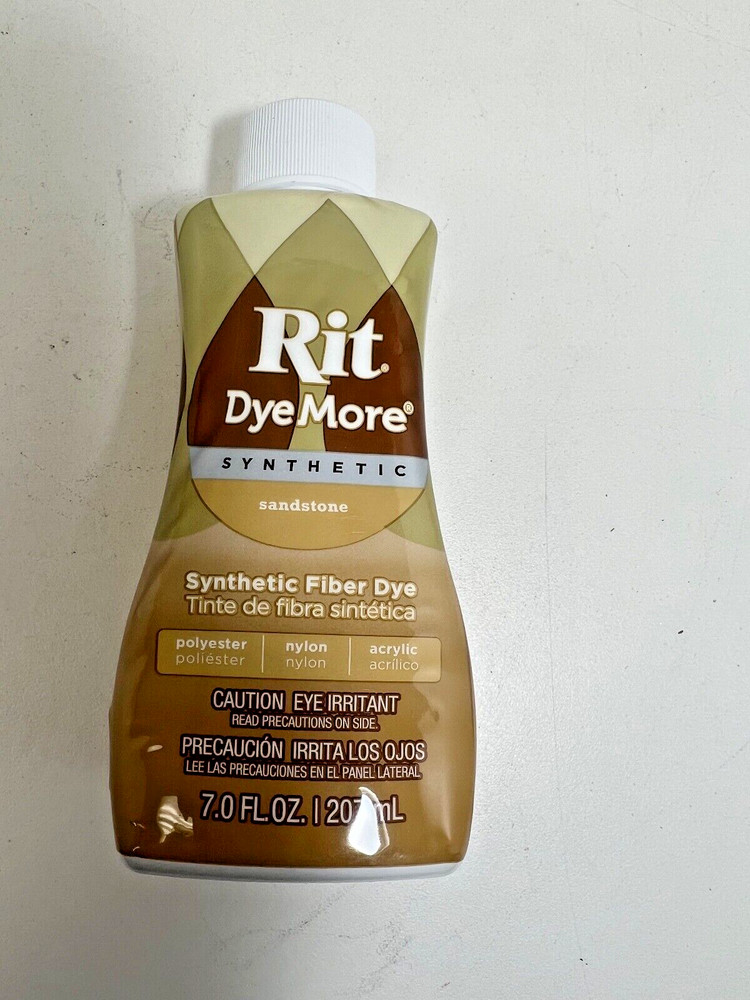 Rit®
DyeMore®
SYNTHETIC
sandstone
Synthetic Fiber Dye
Tinte de fibra sintética
polyester nylon acrylic
poliéster nylon acrílico
CAUTION EYE IRRITANT
READ PRECAUTIONS ON SIDE.
PRECAUCIÓN IRRITA LOS OJOS
LEE LAS PRECAUCIONES EN EL PANEL LATERAL
7.0 FL.OZ. | 207 mL